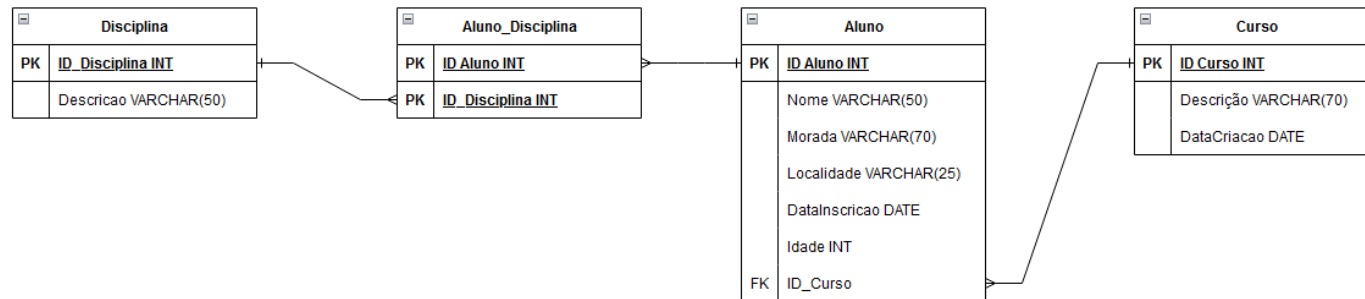 Disciplina
PK ID_Disciplina INT
Descricao VARCHAR(50)
Aluno_Disciplina
PK ID Aluno INT
PK ID_Disciplina INT
Aluno
PK ID Aluno INT
Nome VARCHAR(50)
Morada VARCHAR(70)
Localidade VARCHAR(25)
DataInscricao DATE
Idade INT
FK ID_Curso
Curso
PK ID Curso INT
Descrição VARCHAR(70)
DataCriacao DATE